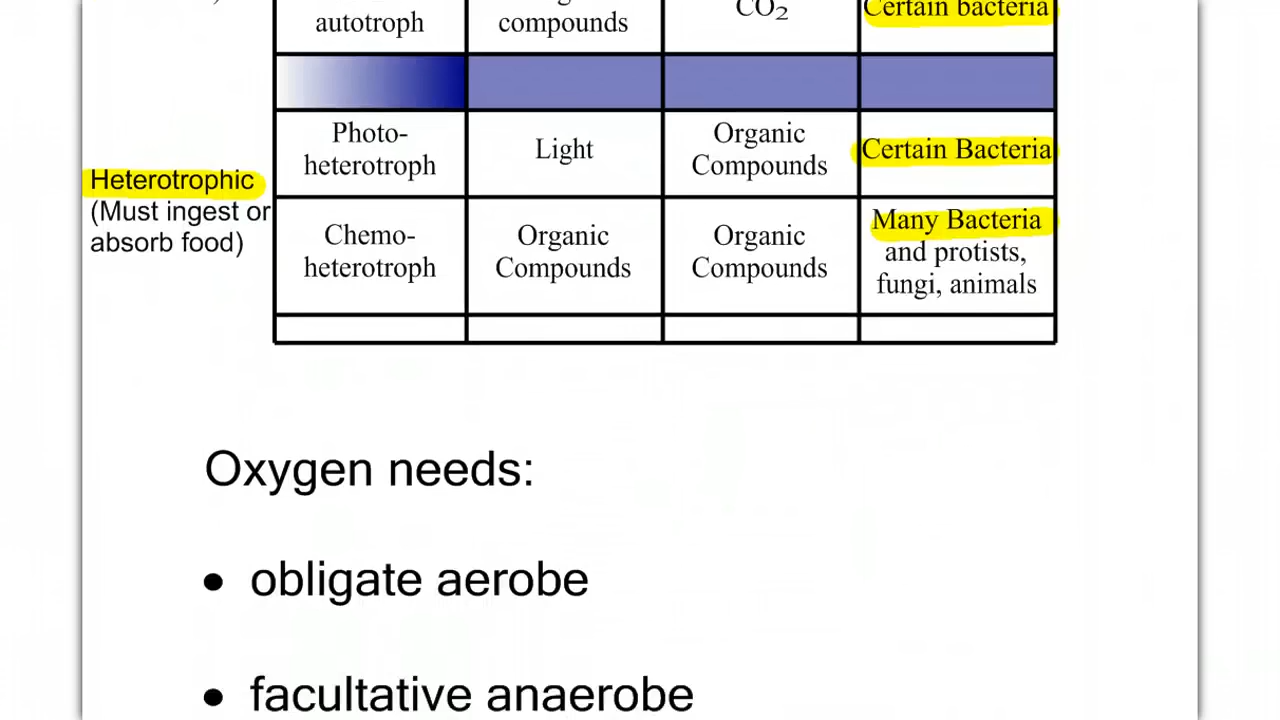 autotroph
compounds
CO2
Certain bacteria
Photo-
heterotroph
Light
Organic
Compounds
Certain Bacteria
Heterotrophic
(Must ingest or
absorb food)
Chemo-
heterotroph
Organic
Compounds
Organic
Compounds
Many Bacteria
and protists,
fungi, animals
Oxygen needs:
• obligate aerobe
• facultative anaerobe